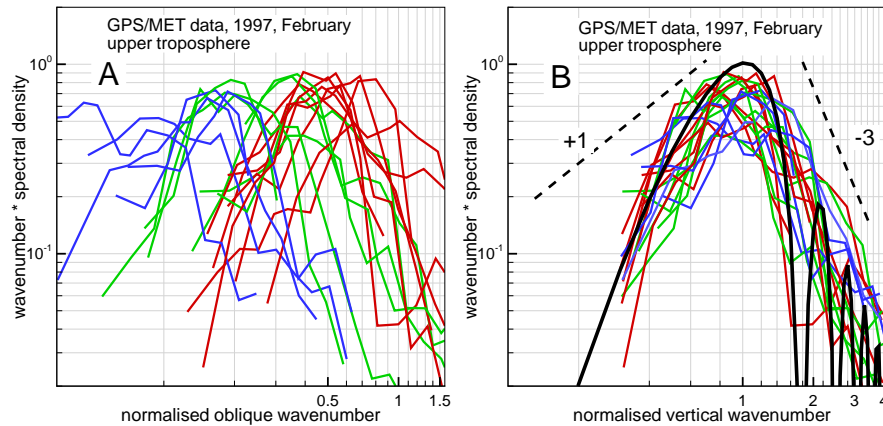 GPS/MET data, 1997, February
upper troposphere
A
wavenumber * spectral density
10^0
10^-1
0.5
1
1.5
normalised oblique wavenumber
GPS/MET data, 1997, February
upper troposphere
B
+1
-3
wavenumber * spectral density
10^0
10^-1
1
2
3
4
normalised vertical wavenumber